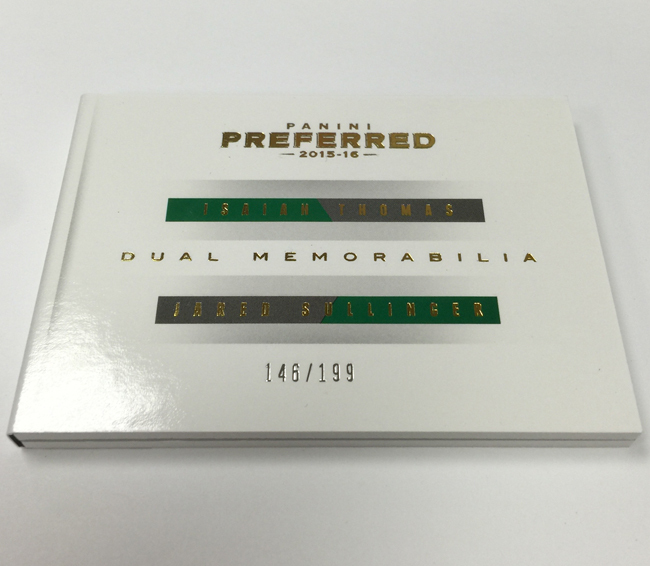 PANINI
PREFERRED
2015-16
ISAIAH THOMAS
DUAL MEMORABILIA
JARED SULLINGER
146/199